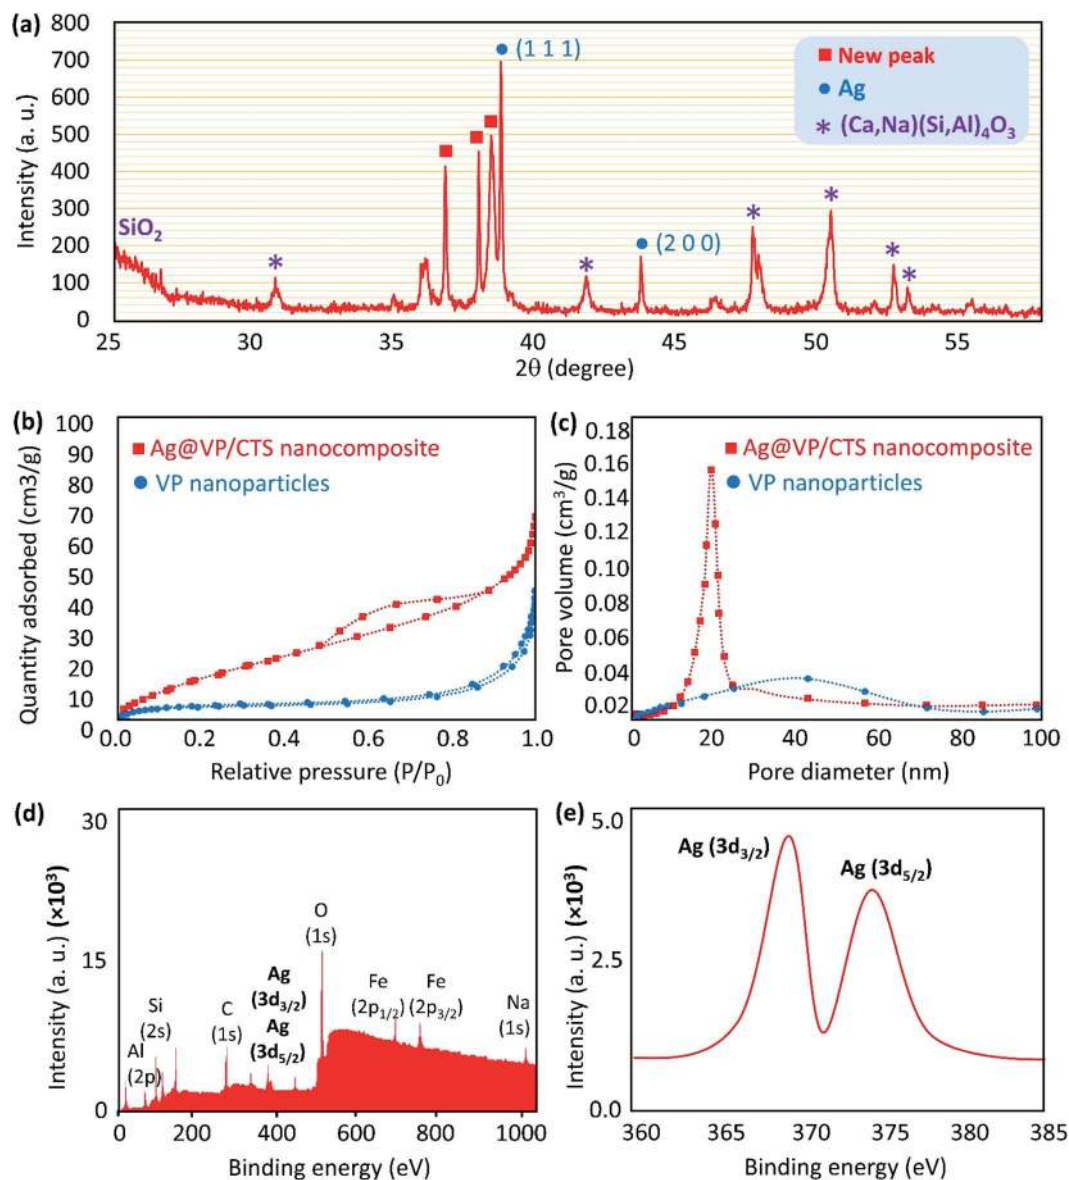 (a)
800
700
600
500
400
300
200
100
0
Intensity (a. u.)
SiO2
(1 1 1)
(2 0 0)
■ New peak
● Ag
* (Ca,Na)(Si,Al)4O3
25 30 35 40 45 50 55
2θ (degree)
(b)
100
90
80
70
60
50
40
30
20
10
0
Quantity adsorbed (cm3/g)
Ag@VP/CTS nanocomposite
VP nanoparticles
0.0 0.2 0.4 0.6 0.8 1.0
Relative pressure (P/P0)
(c)
0.18
0.16
0.14
0.12
0.10
0.08
0.06
0.04
0.02
Pore volume (cm³/g)
Ag@VP/CTS nanocomposite
VP nanoparticles
0 20 40 60 80 100
Pore diameter (nm)
(d)
30
15
0
Intensity (a. u.) (×10³)
Al
(2p)
Si
(2s)
C
(1s)
Ag
(3d3/2)
Ag
(3d5/2)
O
(1s)
Fe
(2p1/2)
Fe
(2p3/2)
Na
(1s)
0 200 400 600 800 1000
Binding energy (eV)
(e)
5.0
2.5
0.0
Intensity (a. u.) (×10³)
Ag (3d3/2)
Ag (3d5/2)
360 365 370 375 380 385
Binding energy (eV)